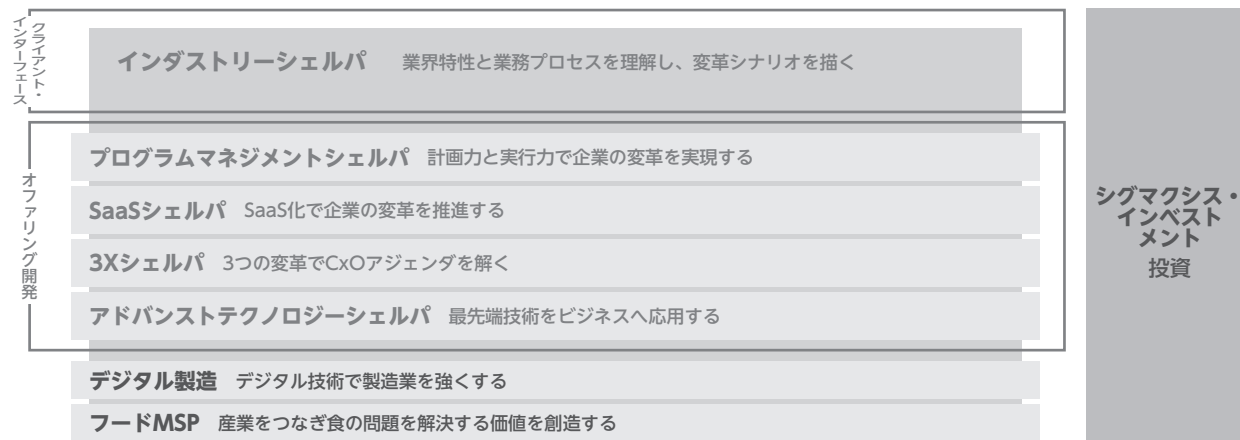 クライアント・
インターフェース
インダストリーシェルパ 業界特性と業務プロセスを理解し、変革シナリオを描く
オファリング開発
プログラムマネジメントシェルパ 計画力と実行力で企業の変革を実現する
SaaSシェルパ SaaS化で企業の変革を推進する
3Xシェルパ 3つの変革でCxOアジェンダを解く
アドバンストテクノロジーシェルパ 最先端技術をビジネスへ応用する
デジタル製造 デジタル技術で製造業を強くする
フードMSP 産業をつなぎ食の問題を解決する価値を創造する
シグマクシス・
インベスト
メント
投資